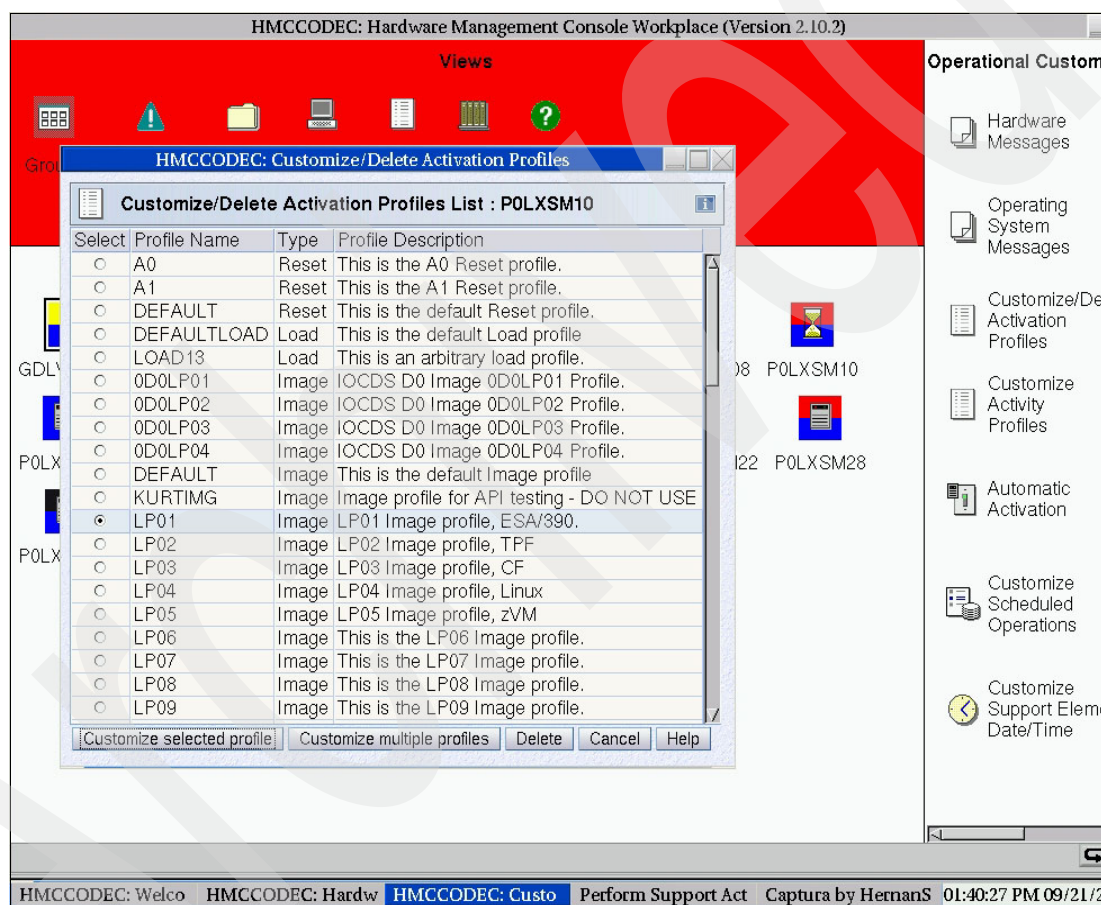 HMCCODEC: Hardware Management Console Workplace (Version 2.10.2)
Views
HMCCODEC: Customize/Delete Activation Profiles
Customize/Delete Activation Profiles List : P0LXSM10
Select Profile Name Type Profile Description
A0 Reset This is the A0 Reset profile.
A1 Reset This is the A1 Reset profile.
DEFAULT Reset This is the default Reset profile.
DEFAULTLOAD Load This is the default Load profile
LOAD13 Load This is an arbitrary load profile.
0D0LP01 Image IOCDS D0 Image 0D0LP01 Profile.
0D0LP02 Image IOCDS D0 Image 0D0LP02 Profile.
0D0LP03 Image IOCDS D0 Image 0D0LP03 Profile.
0D0LP04 Image IOCDS D0 Image 0D0LP04 Profile.
DEFAULT Image This is the default Image profile
KURTIMG Image Image profile for API testing - DO NOT USE
LP01 Image LP01 Image profile, ESA/390.
LP02 Image LP02 Image profile, TPF
LP03 Image LP03 Image profile, CF
LP04 Image LP04 Image profile, Linux
LP05 Image LP05 Image profile, zVM
LP06 Image This is the LP06 Image profile.
LP07 Image This is the LP07 Image profile.
LP08 Image This is the LP08 Image profile.
LP09 Image This is the LP09 Image profile.
Customize selected profile Customize multiple profiles Delete Cancel Help
P0LXSM10
P0LXSM28
Operational Custom
Hardware
Messages
Operating
System
Messages
Customize/De
Activation
Profiles
Customize
Activity
Profiles
Automatic
Activation
Customize
Scheduled
Operations
Customize
Support Eleme
Date/Time
HMCCODEC: Welco HMCCODEC: Hardw HMCCODEC: Custo Perform Support Act Captura by HernanS 01:40:27 PM 09/21/2